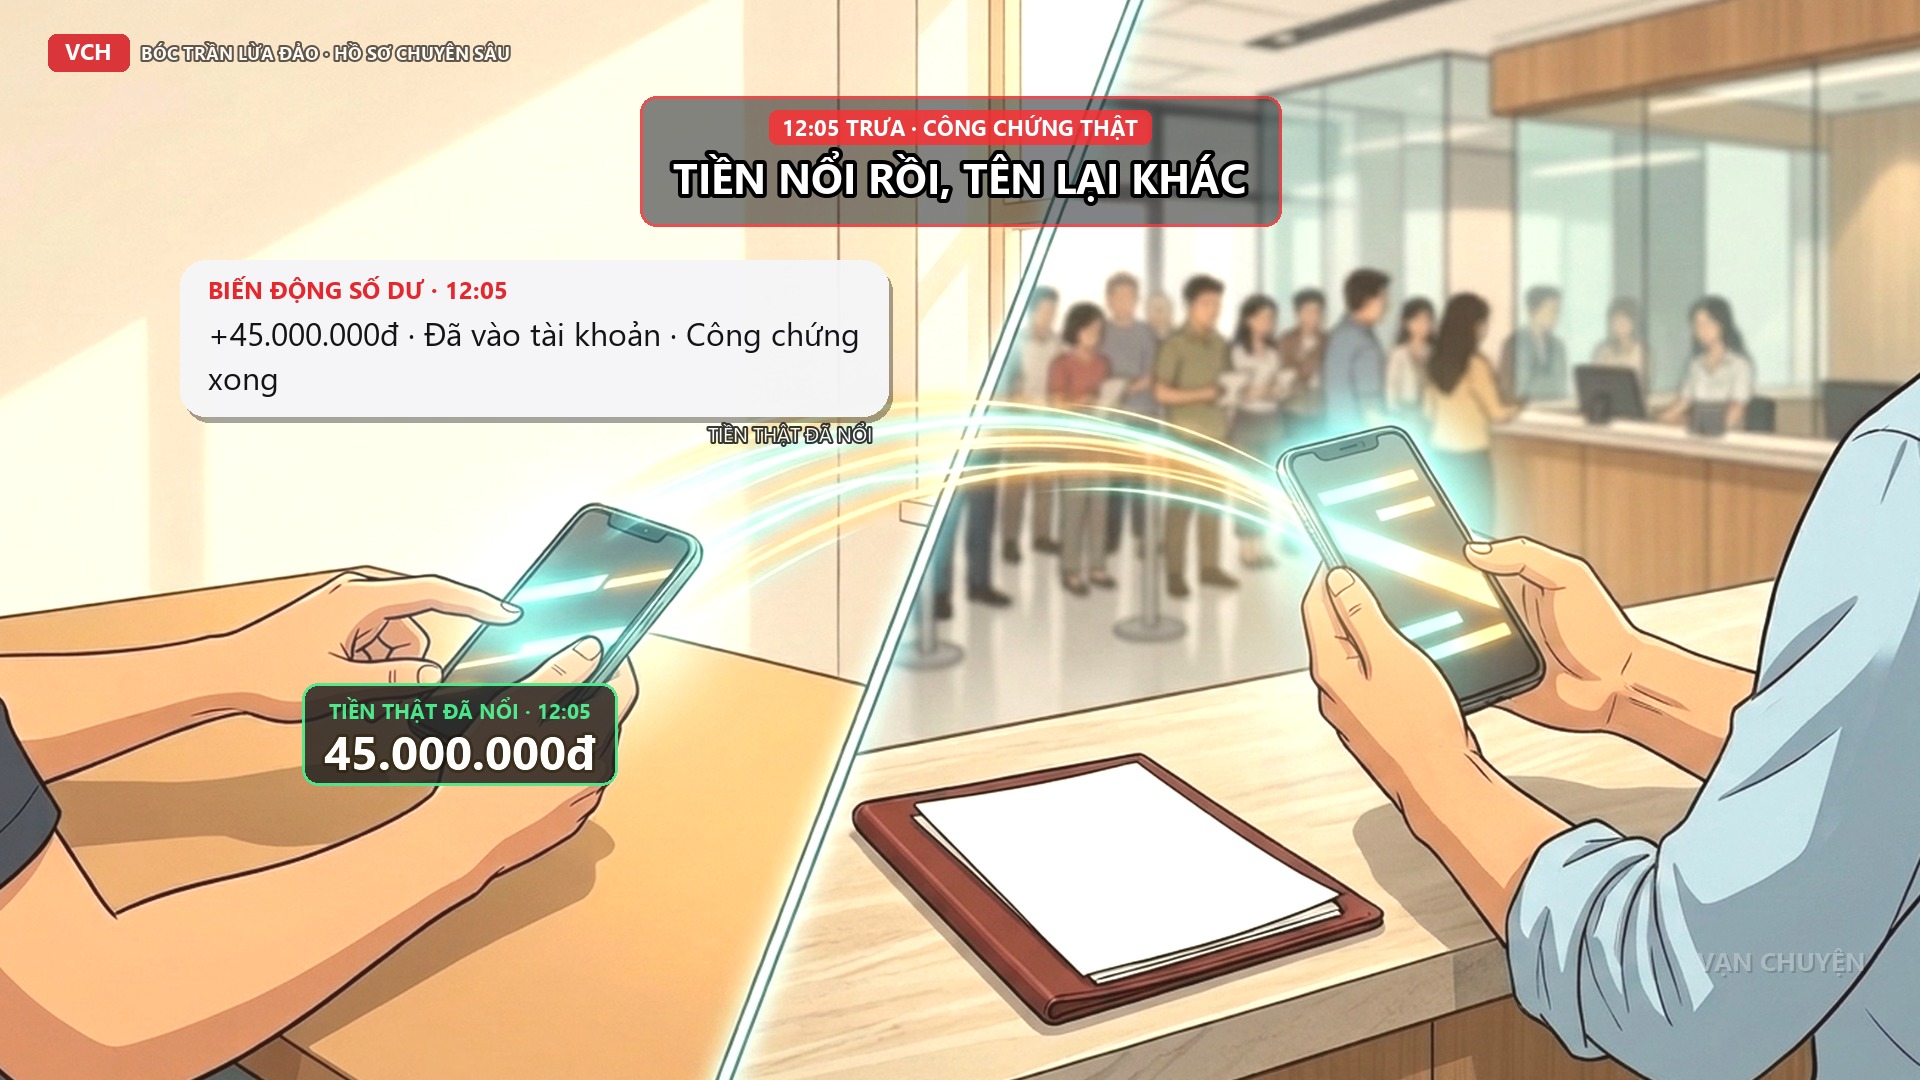 VCH BÓC TRẦN LỪA ĐẢO · HỒ SƠ CHUYÊN SÂU
12:05 TRƯA · CÔNG CHỨNG THẬT
TIỀN NỔI RỒI, TÊN LẠI KHÁC
BIẾN ĐỘNG SỐ DƯ · 12:05
+45.000.000đ · Đã vào tài khoản · Công chứng
xong
TIỀN THẬT ĐÃ NỔI
TIỀN THẬT ĐÃ NỔI · 12:05
45.000.000đ
VẠN CHUYỆN